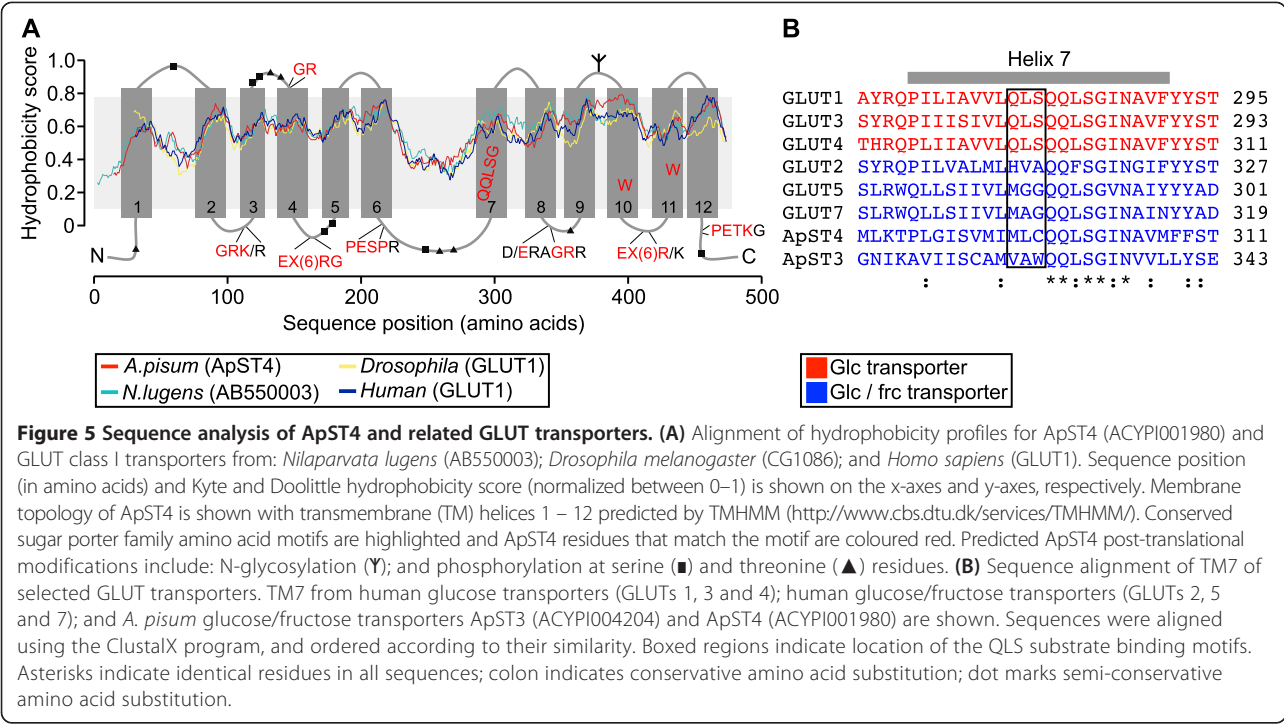 A
Hydrophobicity score
1.0
0.8
0.6
0.4
0.2
0
GR
QQLSG
W
W
1 2 3 4 5 6 7 8 9 10 11 12
N
GRK/R
EX(6)RG
PESPR
D/ERAGRR
EX(6)R/K
PETKG
C
0 100 200 300 400 500
Sequence position (amino acids)
A.pisum (ApST4)
Drosophila (GLUT1)
N.lugens (AB550003)
Human (GLUT1)
B
Helix 7
GLUT1 AYRQPILIAVVLQLSQQLSGINAVFYYST 295
GLUT3 SYRQPIIISIVLQLSQQLSGINAVFYYST 293
GLUT4 THRQPLIIAVVLQLSQQLSGINAVFYYST 311
GLUT2 SYRQPILVALMLHVAQQFSGINGIFYYST 327
GLUT5 SLRWQLLSIIVLMGGQQLSGVNAIYYYAD 301
GLUT7 SLRWQLLSIIVLMAGQQLSGINAINYYAD 319
ApST4 MLKTPLGISVMIMLCQQLSGINAVMFFST 311
ApST3 GNIKAVIISCAMVAWQQLSGINVVLLYSE 343
: : **:**:* : ::
Glc transporter
Glc / frc transporter
Figure 5 Sequence analysis of ApST4 and related GLUT transporters. (A) Alignment of hydrophobicity profiles for ApST4 (ACYPI001980) and
GLUT class I transporters from: Nilaparvata lugens (AB550003); Drosophila melanogaster (CG1086); and Homo sapiens (GLUT1). Sequence position
(in amino acids) and Kyte and Doolittle hydrophobicity score (normalized between 0–1) is shown on the x-axes and y-axes, respectively. Membrane
topology of ApST4 is shown with transmembrane (TM) helices 1 – 12 predicted by TMHMM (http://www.cbs.dtu.dk/services/TMHMM/). Conserved
sugar porter family amino acid motifs are highlighted and ApST4 residues that match the motif are coloured red. Predicted ApST4 post-translational
modifications include: N-glycosylation (Ұ); and phosphorylation at serine (■) and threonine (▲) residues. (B) Sequence alignment of TM7 of
selected GLUT transporters. TM7 from human glucose transporters (GLUTs 1, 3 and 4); human glucose/fructose transporters (GLUTs 2, 5
and 7); and A. pisum glucose/fructose transporters ApST3 (ACYPI004204) and ApST4 (ACYPI001980) are shown. Sequences were aligned
using the ClustalX program, and ordered according to their similarity. Boxed regions indicate location of the QLS substrate binding motifs.
Asterisks indicate identical residues in all sequences; colon indicates conservative amino acid substitution; dot marks semi-conservative
amino acid substitution.